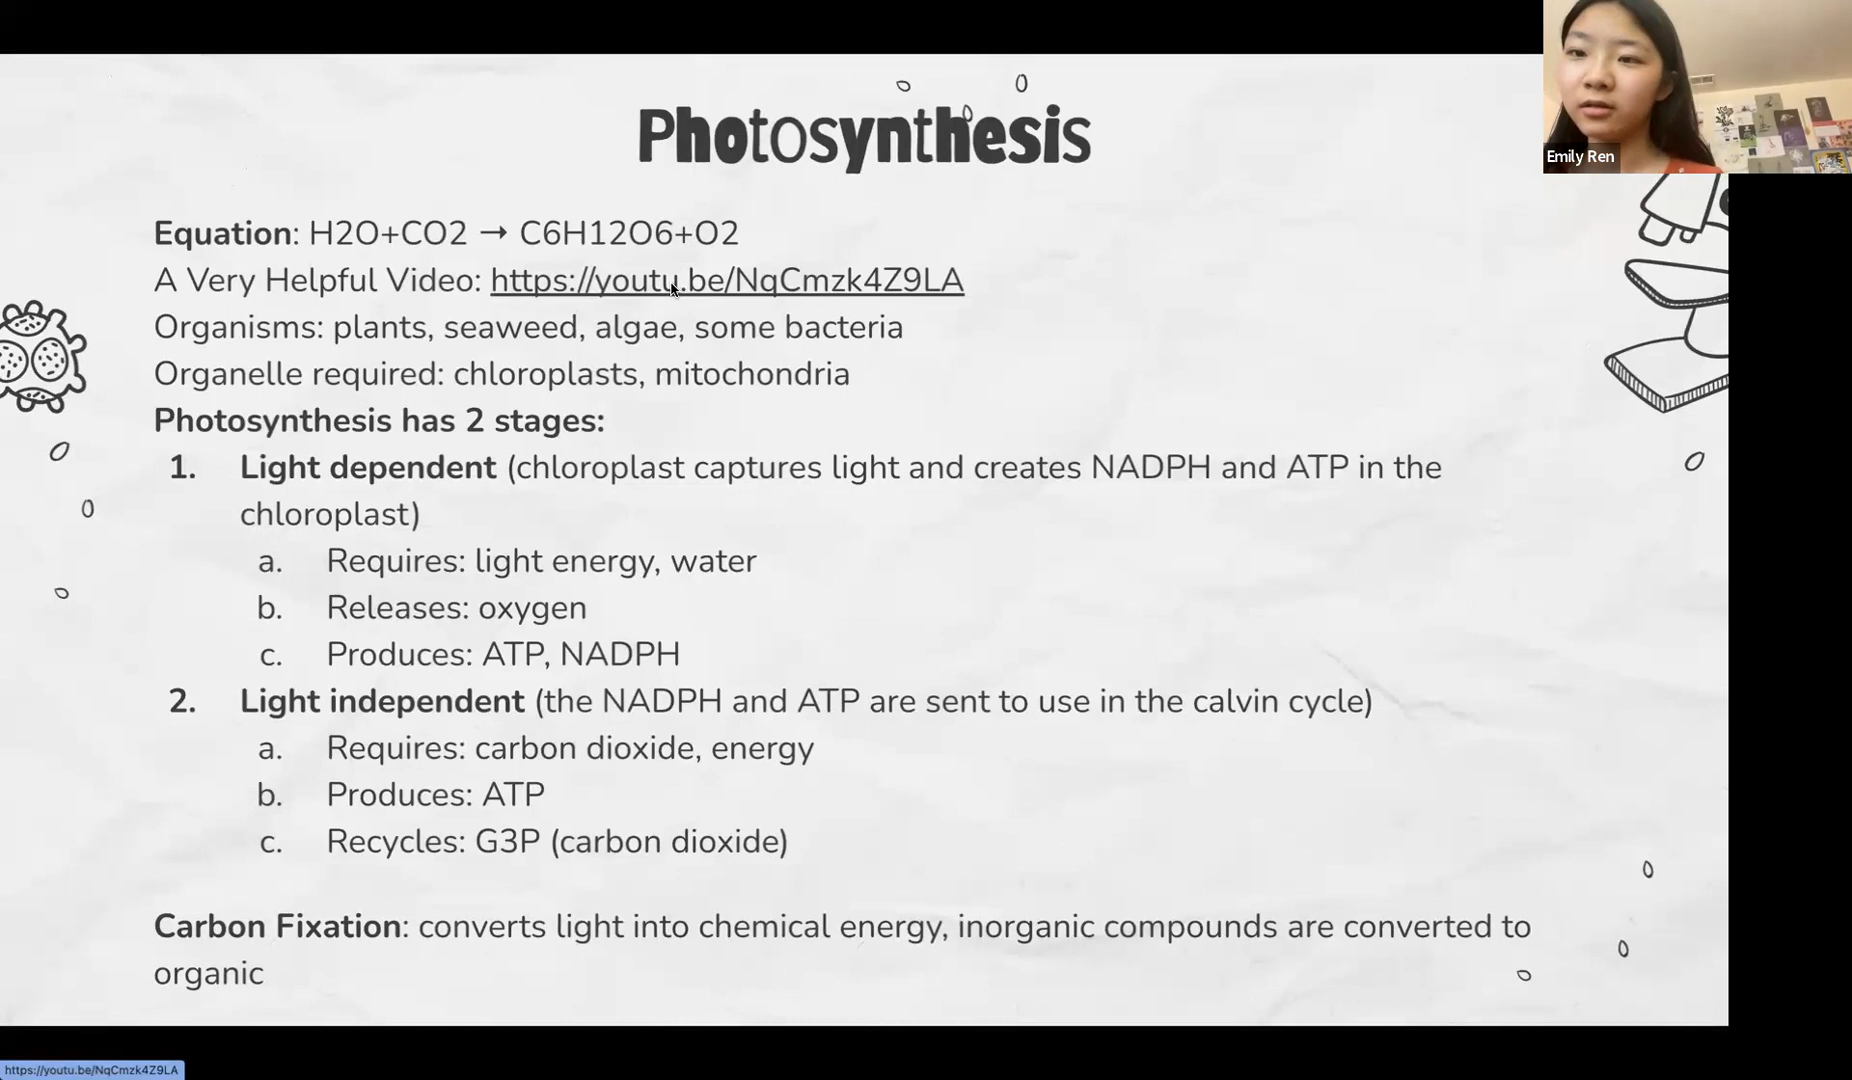 Emily Ren
Photosynthesis
Equation: H2O+CO2 → C6H12O6+O2
A Very Helpful Video: https://youtu.be/NqCmzk4Z9LA
Organisms: plants, seaweed, algae, some bacteria
Organelle required: chloroplasts, mitochondria
Photosynthesis has 2 stages:
1. Light dependent (chloroplast captures light and creates NADPH and ATP in the
chloroplast)
a. Requires: light energy, water
b. Releases: oxygen
c. Produces: ATP, NADPH
2. Light independent (the NADPH and ATP are sent to use in the calvin cycle)
a. Requires: carbon dioxide, energy
b. Produces: ATP
c. Recycles: G3P (carbon dioxide)
Carbon Fixation: converts light into chemical energy, inorganic compounds are converted to
organic
https://youtu.be/NqCmzk4Z9LA